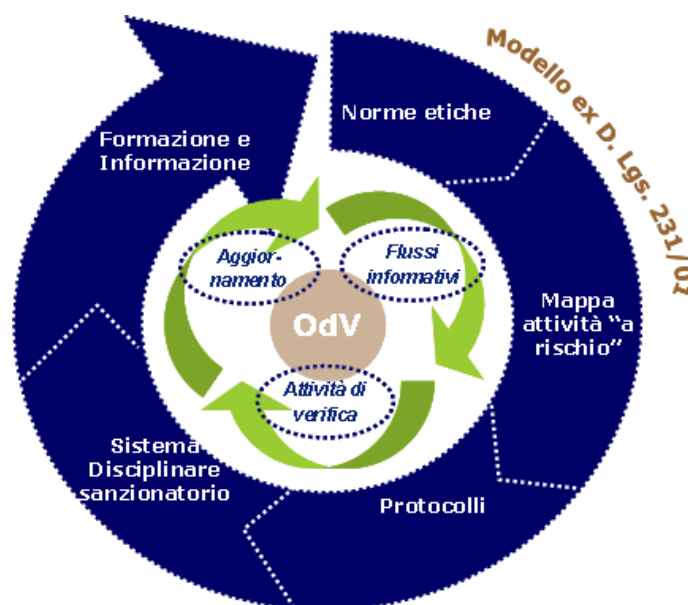 Modello ex D. Lgs. 231/01
Norme etiche
Formazione e
Informazione
Aggior-
namento
Flussi
informativi
OdV
Mappa
attività “a
rischio”
Attività di
verifica
Sistema
Disciplinare
sanzionatorio
Protocolli